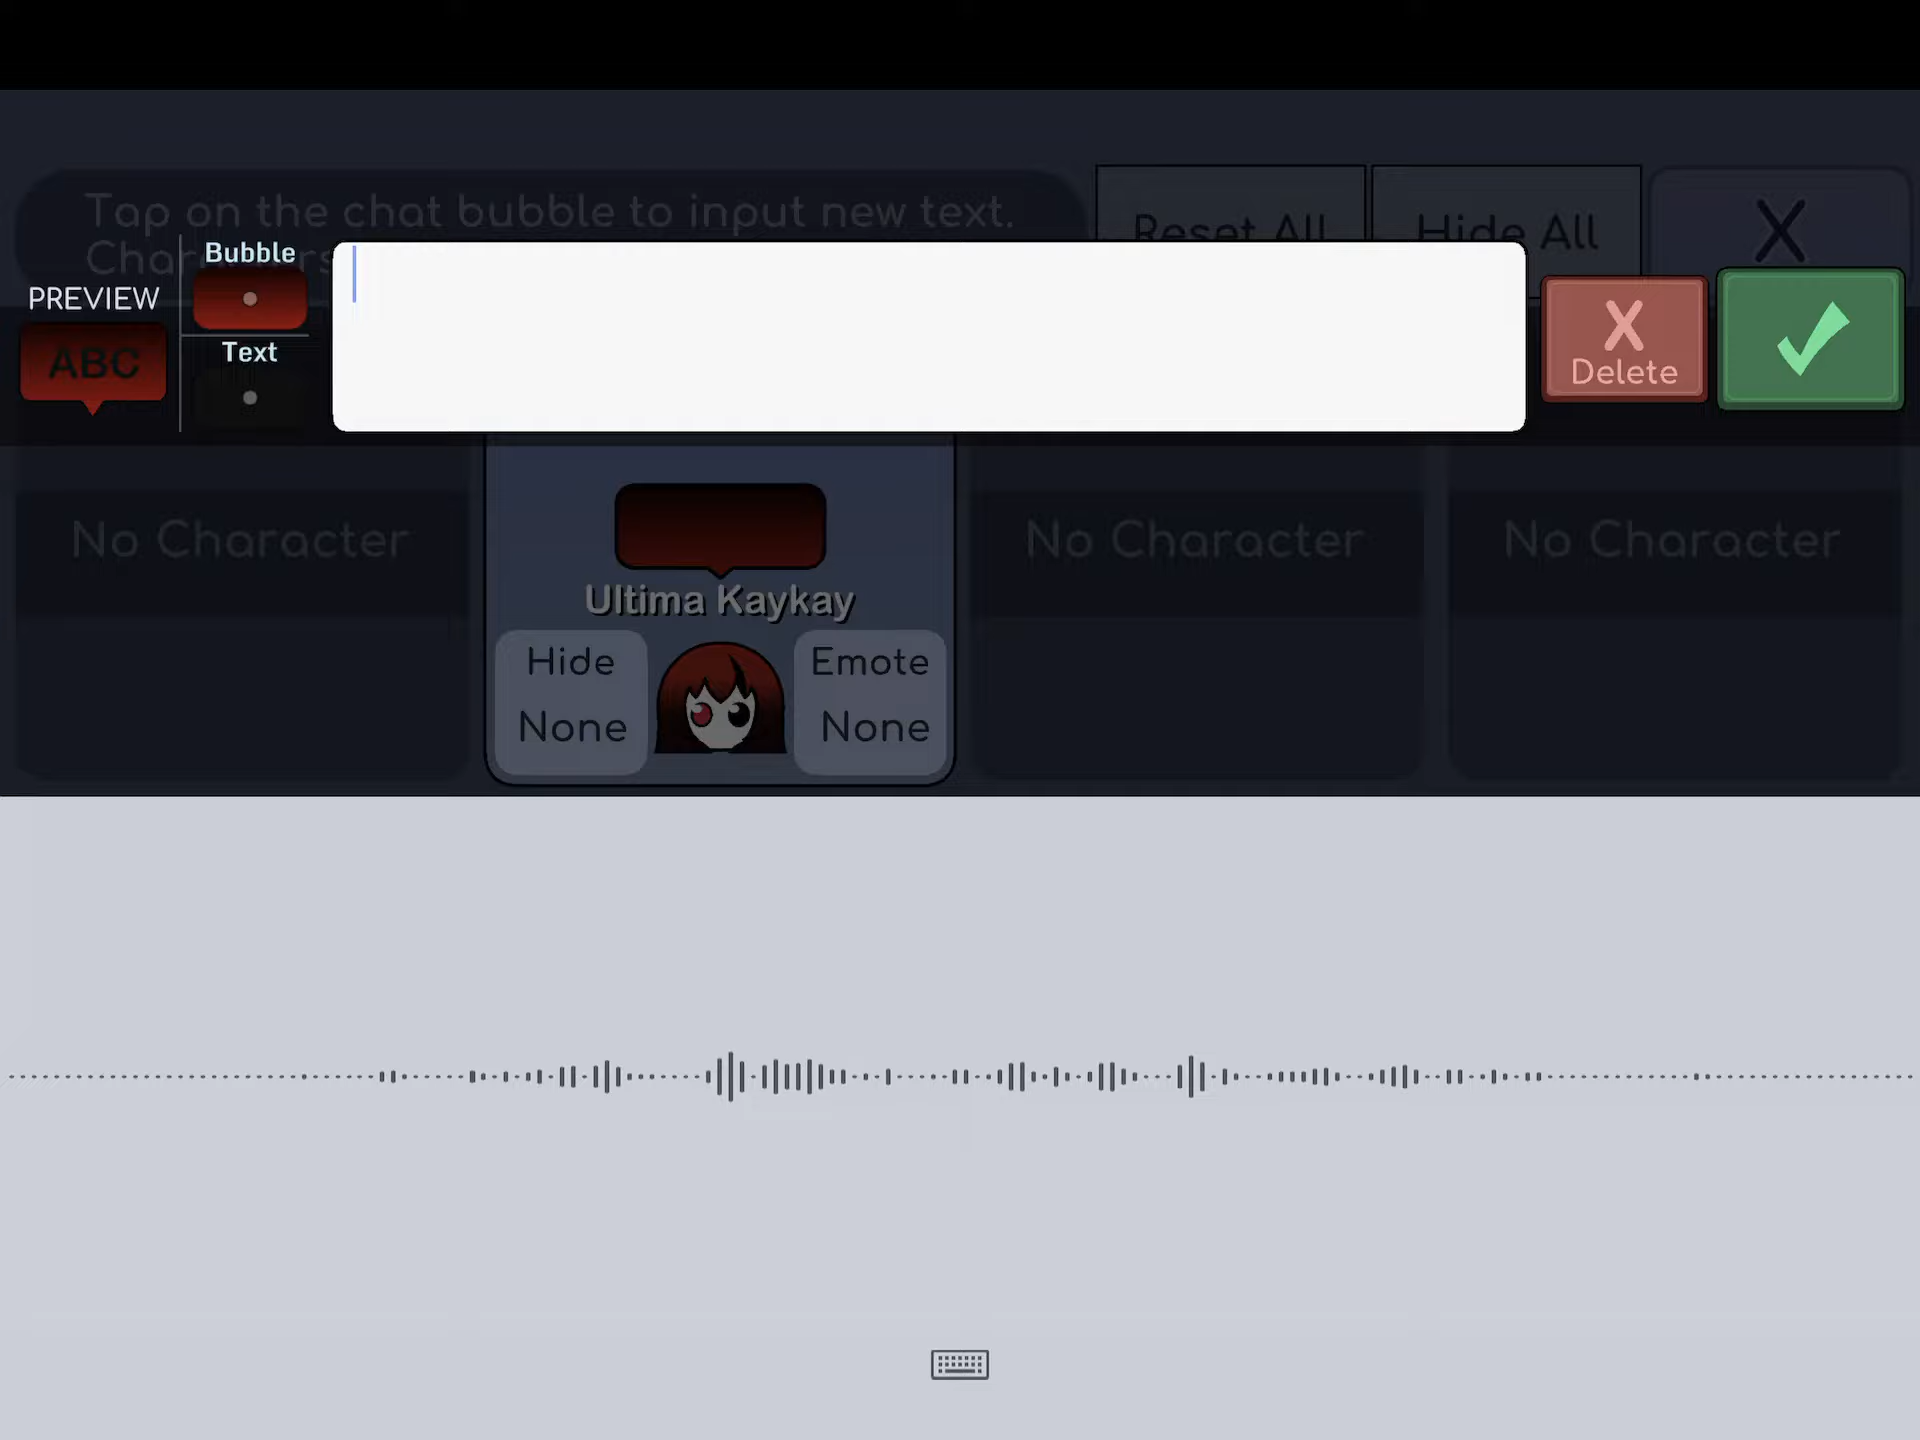 Tap on the chat bubble to input new text.
Characters
Reset All
Hide All
X
Bubble
PREVIEW
ABC
Text
X
Delete
No Character
Ultima Kaykay
Hide
None
Emote
None
No Character
No Character